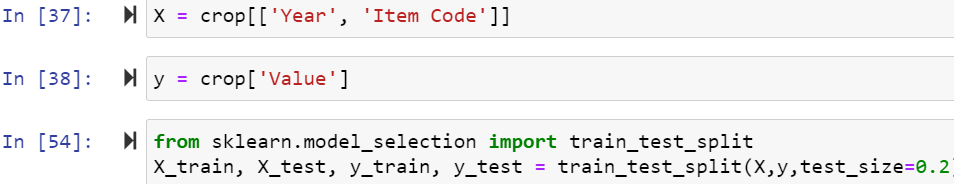 In [37]: X = crop[['Year', 'Item Code']]
In [38]: y = crop['Value']
In [54]: from sklearn.model_selection import train_test_split
X_train, X_test, y_train, y_test = train_test_split(X,y,test_size=0.2)